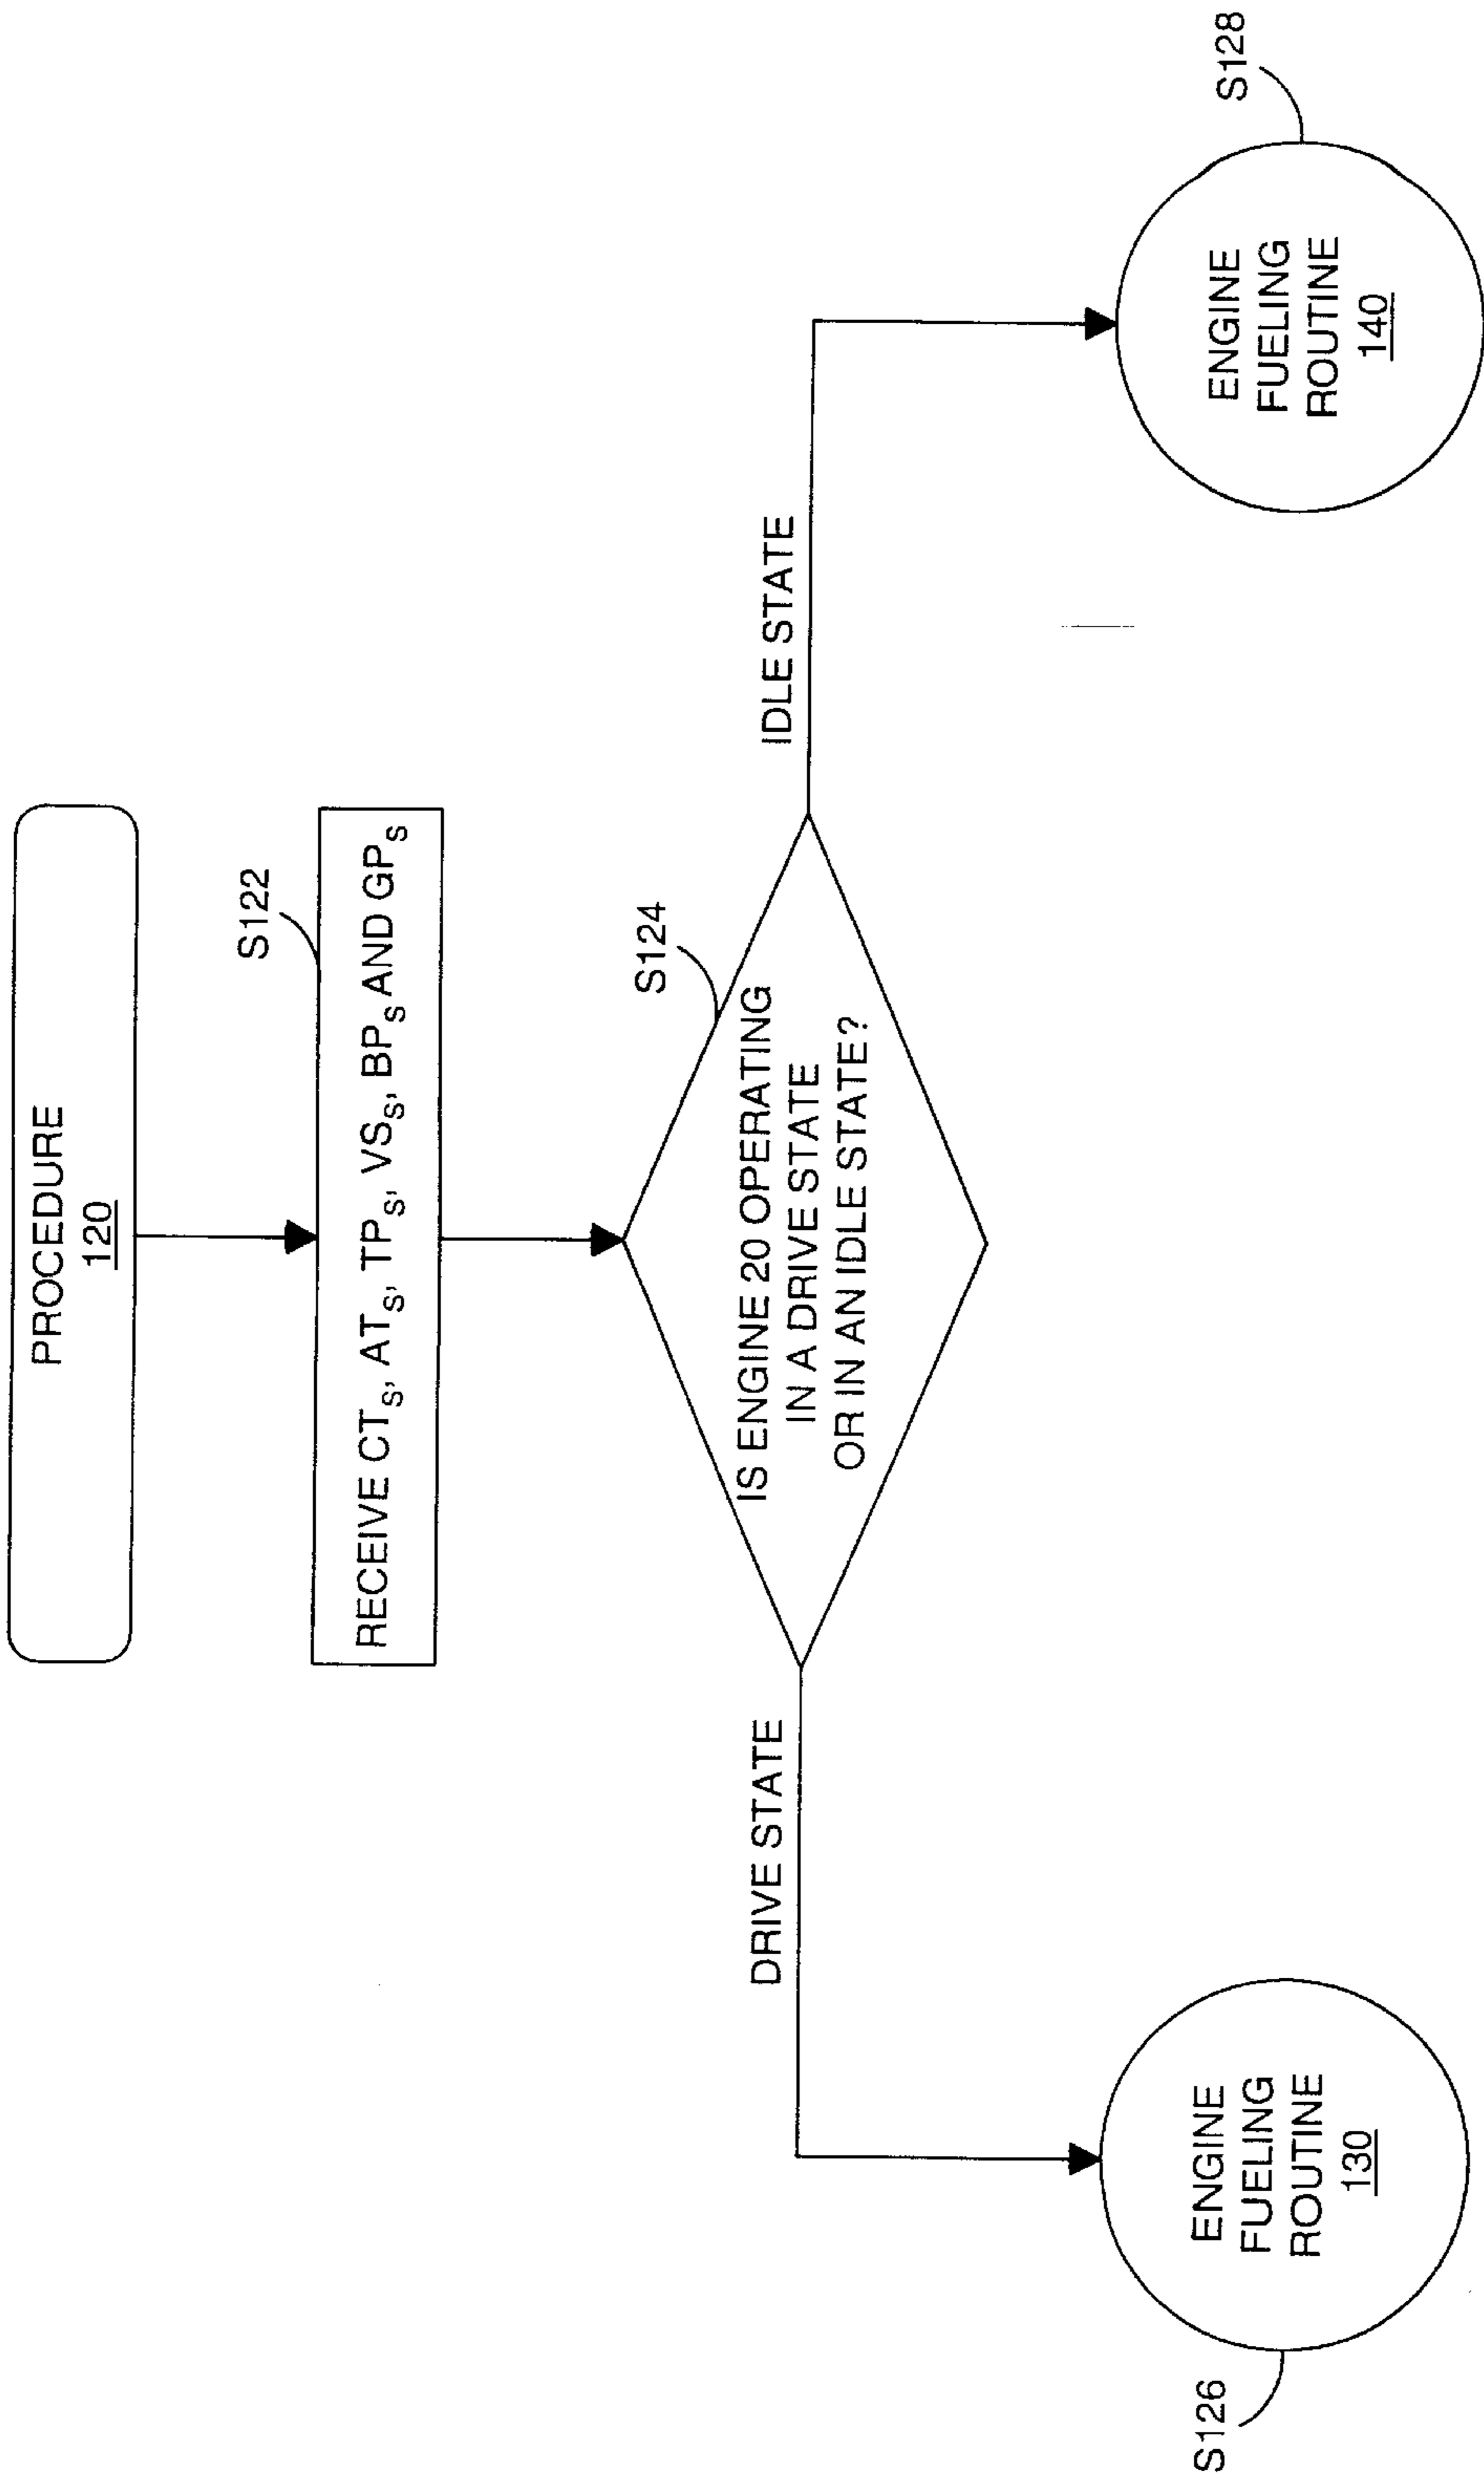 PROCEDURE
120
S122
RECEIVE CTS, ATS, TPS, VSS, BPS AND GPS
S124
IS ENGINE 20 OPERATING
IN A DRIVE STATE
OR IN AN IDLE STATE?
DRIVE STATE
IDLE STATE
S126
ENGINE
FUELING
ROUTINE
130
ENGINE
FUELING
ROUTINE
140
S128